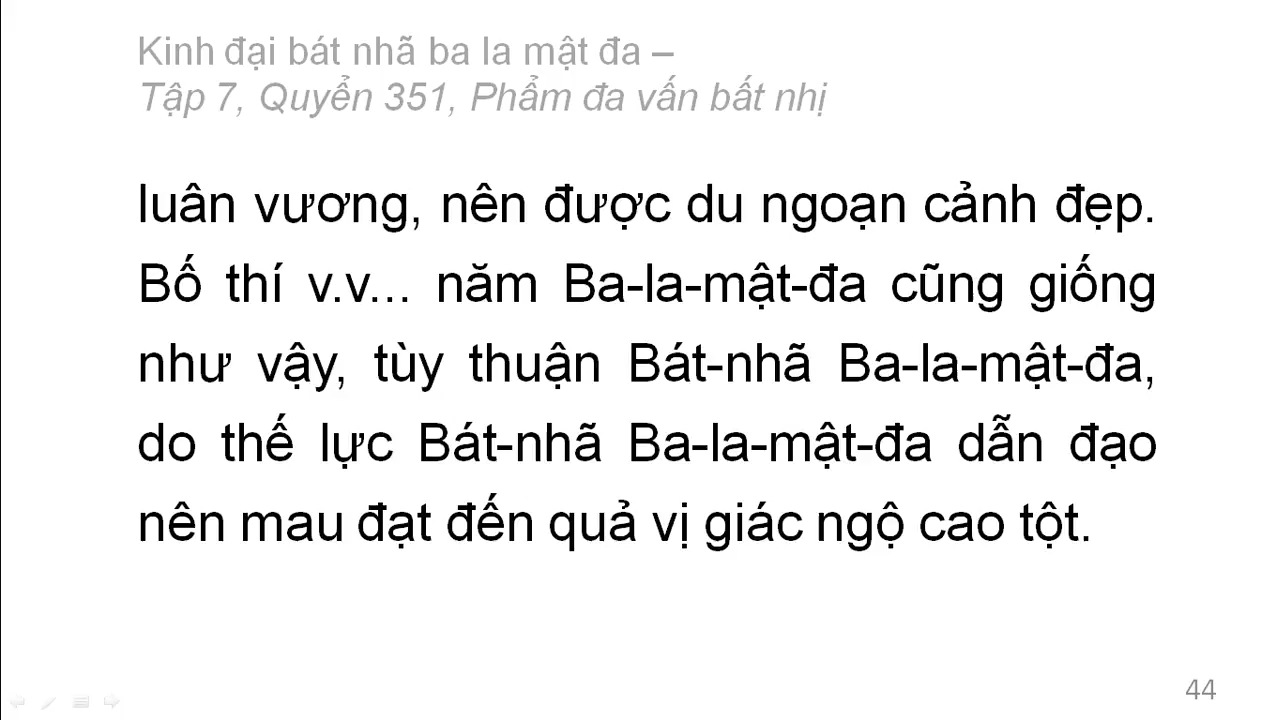 Kinh đại bát nhã ba la mật đa –
Tập 7, Quyển 351, Phẩm đa vấn bất nhị
luân vương, nên được du ngoạn cảnh đẹp.
Bố thí v.v... năm Ba-la-mật-đa cũng giống
như vậy, tùy thuận Bát-nhã Ba-la-mật-đa,
do thế lực Bát-nhã Ba-la-mật-đa dẫn đạo
nên mau đạt đến quả vị giác ngộ cao tột.
44